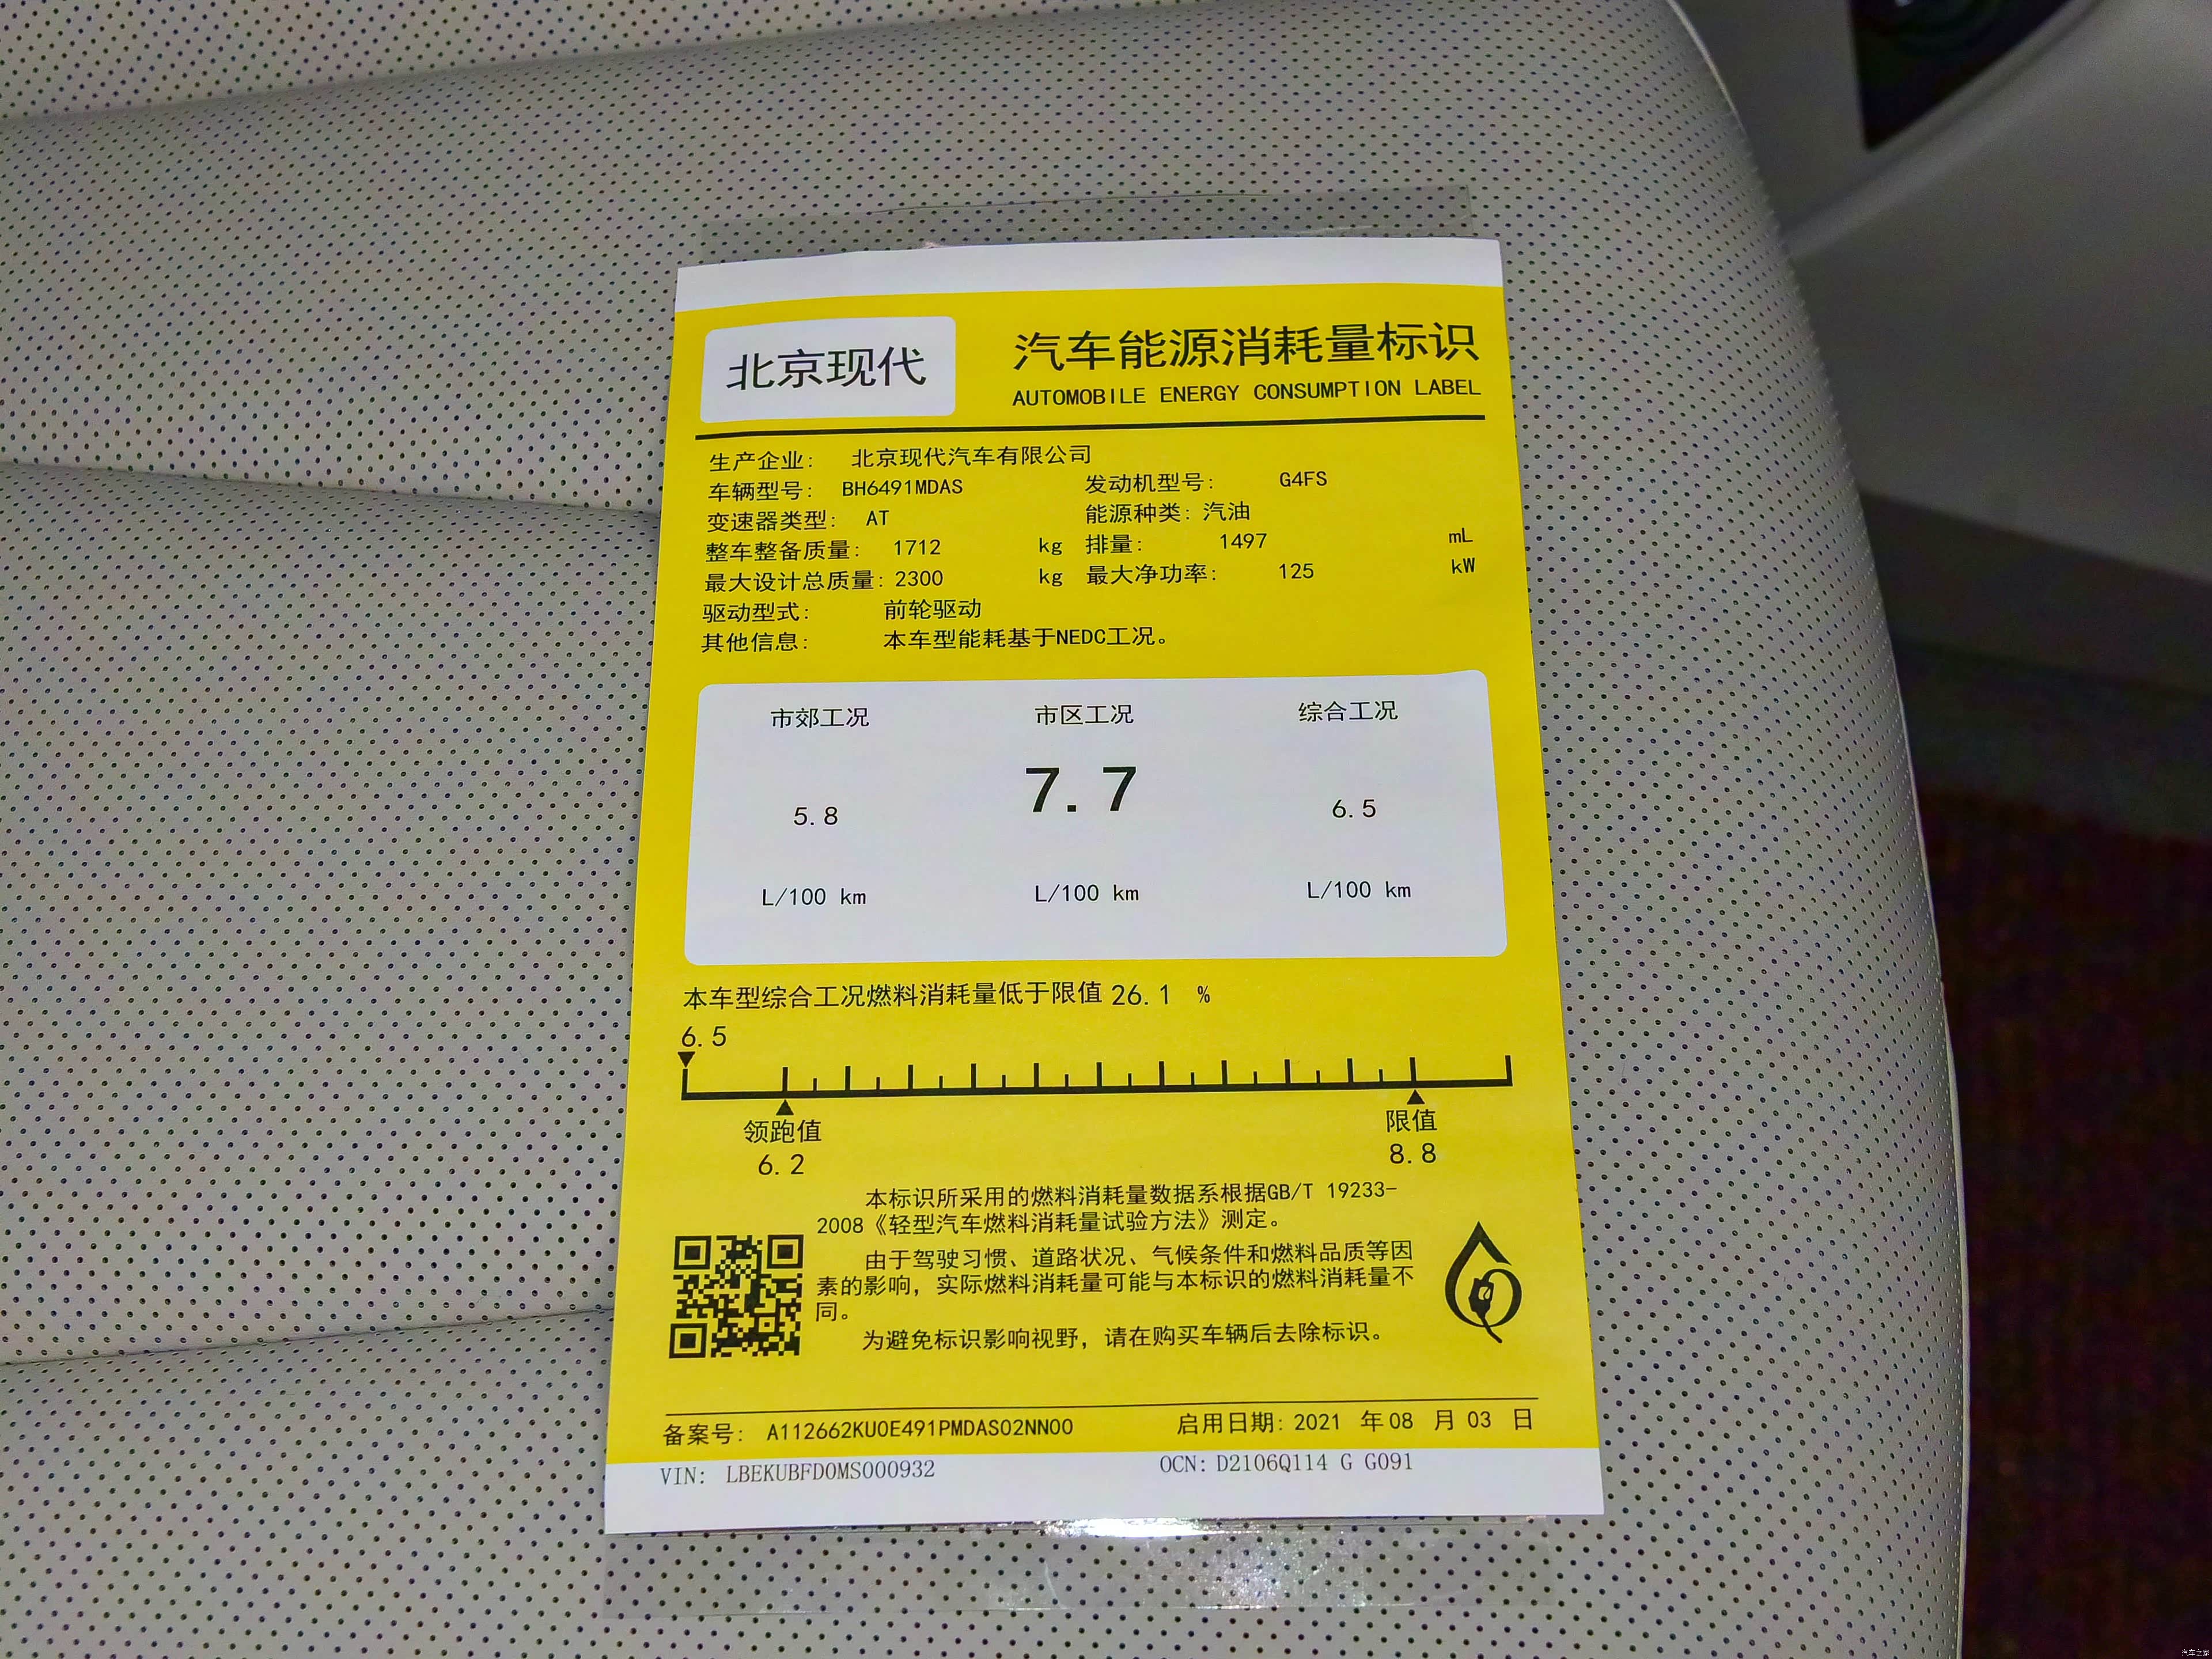 北京现代
汽车能源消耗量标识
AUTOMOBILE ENERGY CONSUMPTION LABEL
生产企业: 北京现代汽车有限公司
车辆型号: BH6491MDAS 发动机型号: G4FS
变速器类型: AT 能源种类: 汽油
整车整备质量: 1712 kg 排量: 1497 mL
最大设计总质量: 2300 kg 最大净功率: 125 kW
驱动型式: 前轮驱动
其他信息: 本车型能耗基于NEDC工况。
市郊工况 市区工况 综合工况
5.8 7.7 6.5
L/100 km L/100 km L/100 km
本车型综合工况燃料消耗量低于限值 26.1 %
6.5
领跑值 限值
6.2 8.8
本标识所采用的燃料消耗量数据系根据GB/T 19233-
2008《轻型汽车燃料消耗量试验方法》测定。
由于驾驶习惯、道路状况、气候条件和燃料品质等因
素的影响，实际燃料消耗量可能与本标识的燃料消耗量不
同。
为避免标识影响视野，请在购买车辆后去除标识。
备案号: A112662KU0E491PMDAS02NN00 启用日期: 2021 年 08 月 03 日
VIN: LBEKUBFD0MS000932 OCN: D2106Q114 G G091
汽车之家